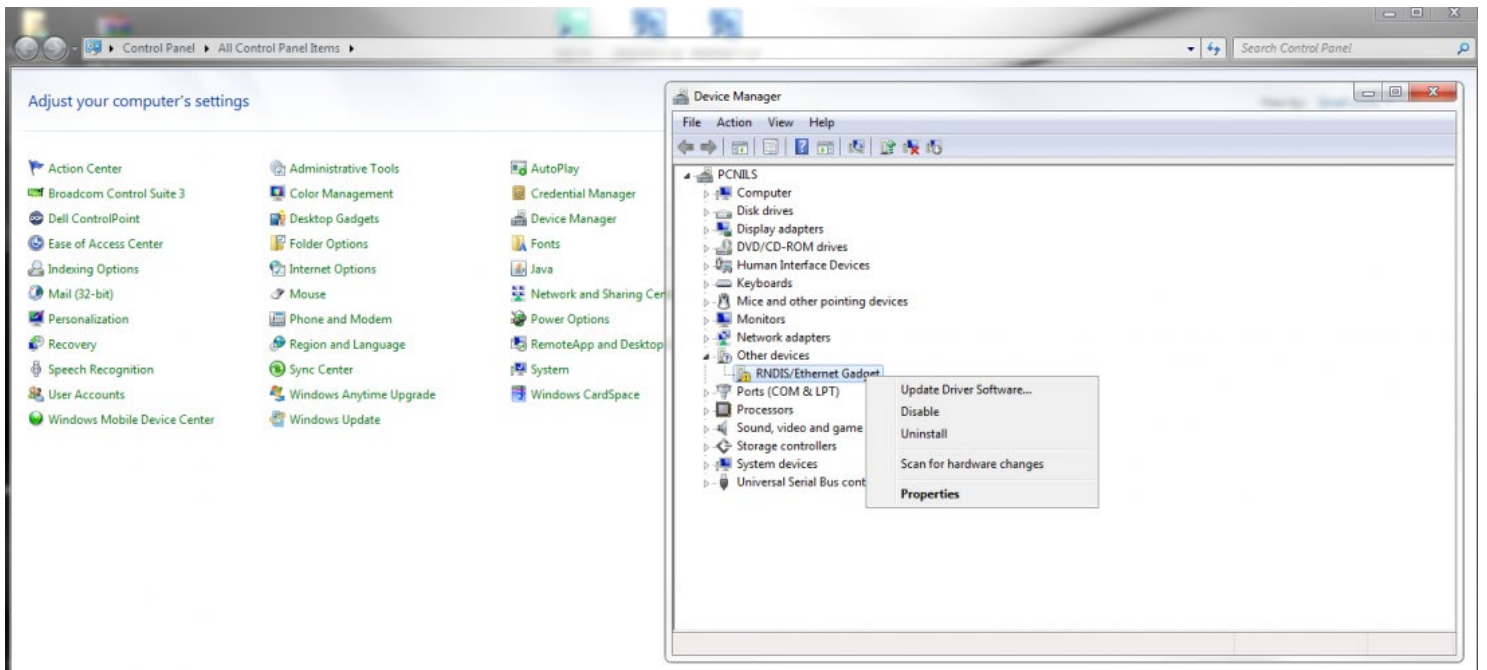 Control Panel ▸ All Control Panel Items ▸
Search Control Panel
Adjust your computer's settings
Action Center
Administrative Tools
AutoPlay
Broadcom Control Suite 3
Color Management
Credential Manager
Dell ControlPoint
Desktop Gadgets
Device Manager
Ease of Access Center
Folder Options
Fonts
Indexing Options
Internet Options
Java
Mail (32-bit)
Mouse
Network and Sharing Cen
Personalization
Phone and Modem
Power Options
Recovery
Region and Language
RemoteApp and Desktop
Speech Recognition
Sync Center
System
User Accounts
Windows Anytime Upgrade
Windows CardSpace
Windows Mobile Device Center
Windows Update
Device Manager
File Action View Help
PCNILS
Computer
Disk drives
Display adapters
DVD/CD-ROM drives
Human Interface Devices
Keyboards
Mice and other pointing devices
Monitors
Network adapters
Other devices
RNDIS/Ethernet Gadget
Ports (COM & LPT)
Processors
Sound, video and game
Storage controllers
System devices
Universal Serial Bus cont
Update Driver Software...
Disable
Uninstall
Scan for hardware changes
Properties